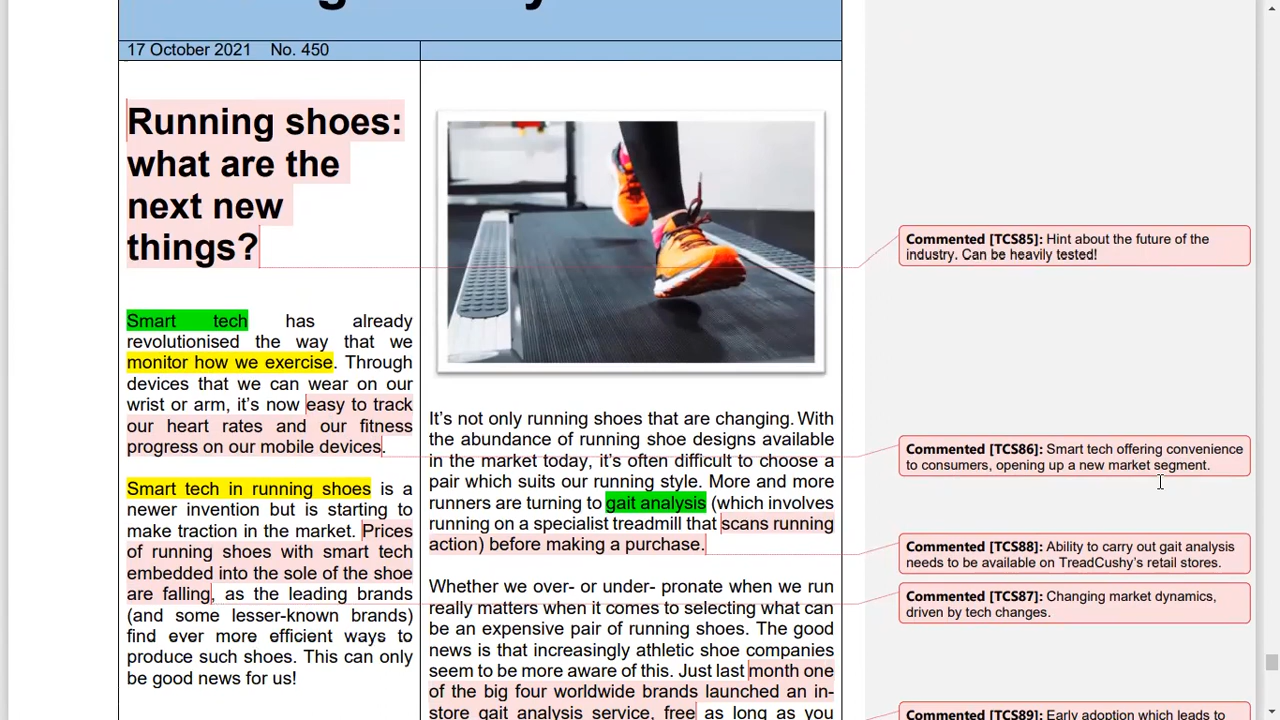 17 October 2021 No. 450
Running shoes:
what are the
next new
things?
Smart tech has already
revolutionised the way that we
monitor how we exercise. Through
devices that we can wear on our
wrist or arm, it’s now easy to track
our heart rates and our fitness
progress on our mobile devices.
Smart tech in running shoes is a
newer invention but is starting to
make traction in the market. Prices
of running shoes with smart tech
embedded into the sole of the shoe
are falling, as the leading brands
(and some lesser-known brands)
find ever more efficient ways to
produce such shoes. This can only
be good news for us!
It’s not only running shoes that are changing. With
the abundance of running shoe designs available
in the market today, it’s often difficult to choose a
pair which suits our running style. More and more
runners are turning to gait analysis (which involves
running on a specialist treadmill that scans running
action) before making a purchase.
Whether we over- or under- pronate when we run
really matters when it comes to selecting what can
be an expensive pair of running shoes. The good
news is that increasingly athletic shoe companies
seem to be more aware of this. Just last month one
of the big four worldwide brands launched an in-
store gait analysis service, free as long as you
Commented [TCS85]: Hint about the future of the
industry. Can be heavily tested!
Commented [TCS86]: Smart tech offering convenience
to consumers, opening up a new market segment.
Commented [TCS88]: Ability to carry out gait analysis
needs to be available on TreadCushy’s retail stores.
Commented [TCS87]: Changing market dynamics,
driven by tech changes.
Commented [TCS89]: Early adoption which leads to